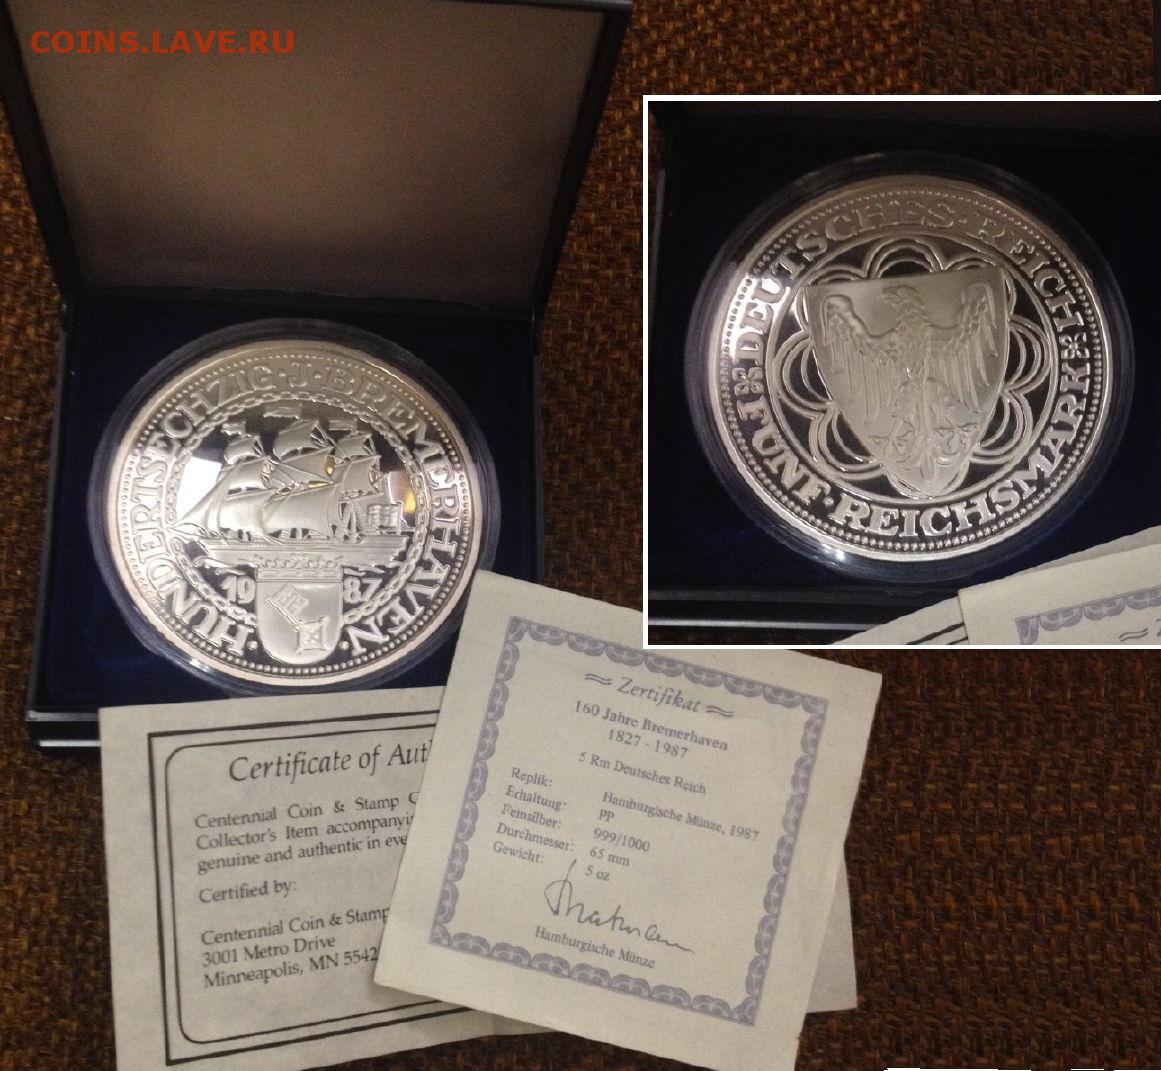 COINS.LAVE.RU
HUNDERTSECHZIG·J·BREMERHAVEN·
19 87
DEUTSCHES·REICH
FÜNF·REICHSMARK
Certificate of Aut
Centennial Coin & Stamp
Collector's Item accompanyi
genuine and authentic in eve
Certified by:
Centennial Coin & Stamp
3001 Metro Drive
Minneapolis, MN 5542
Zertifikat
160 Jahre Bremerhaven
1827 - 1987
5 Rm Deutsches Reich
Replik: Hamburgische Münze, 1987
Erhaltung: PP
Feinsilber: 999/1000
Durchmesser: 65 mm
Gewicht: 5 oz
Hamburgische Münze